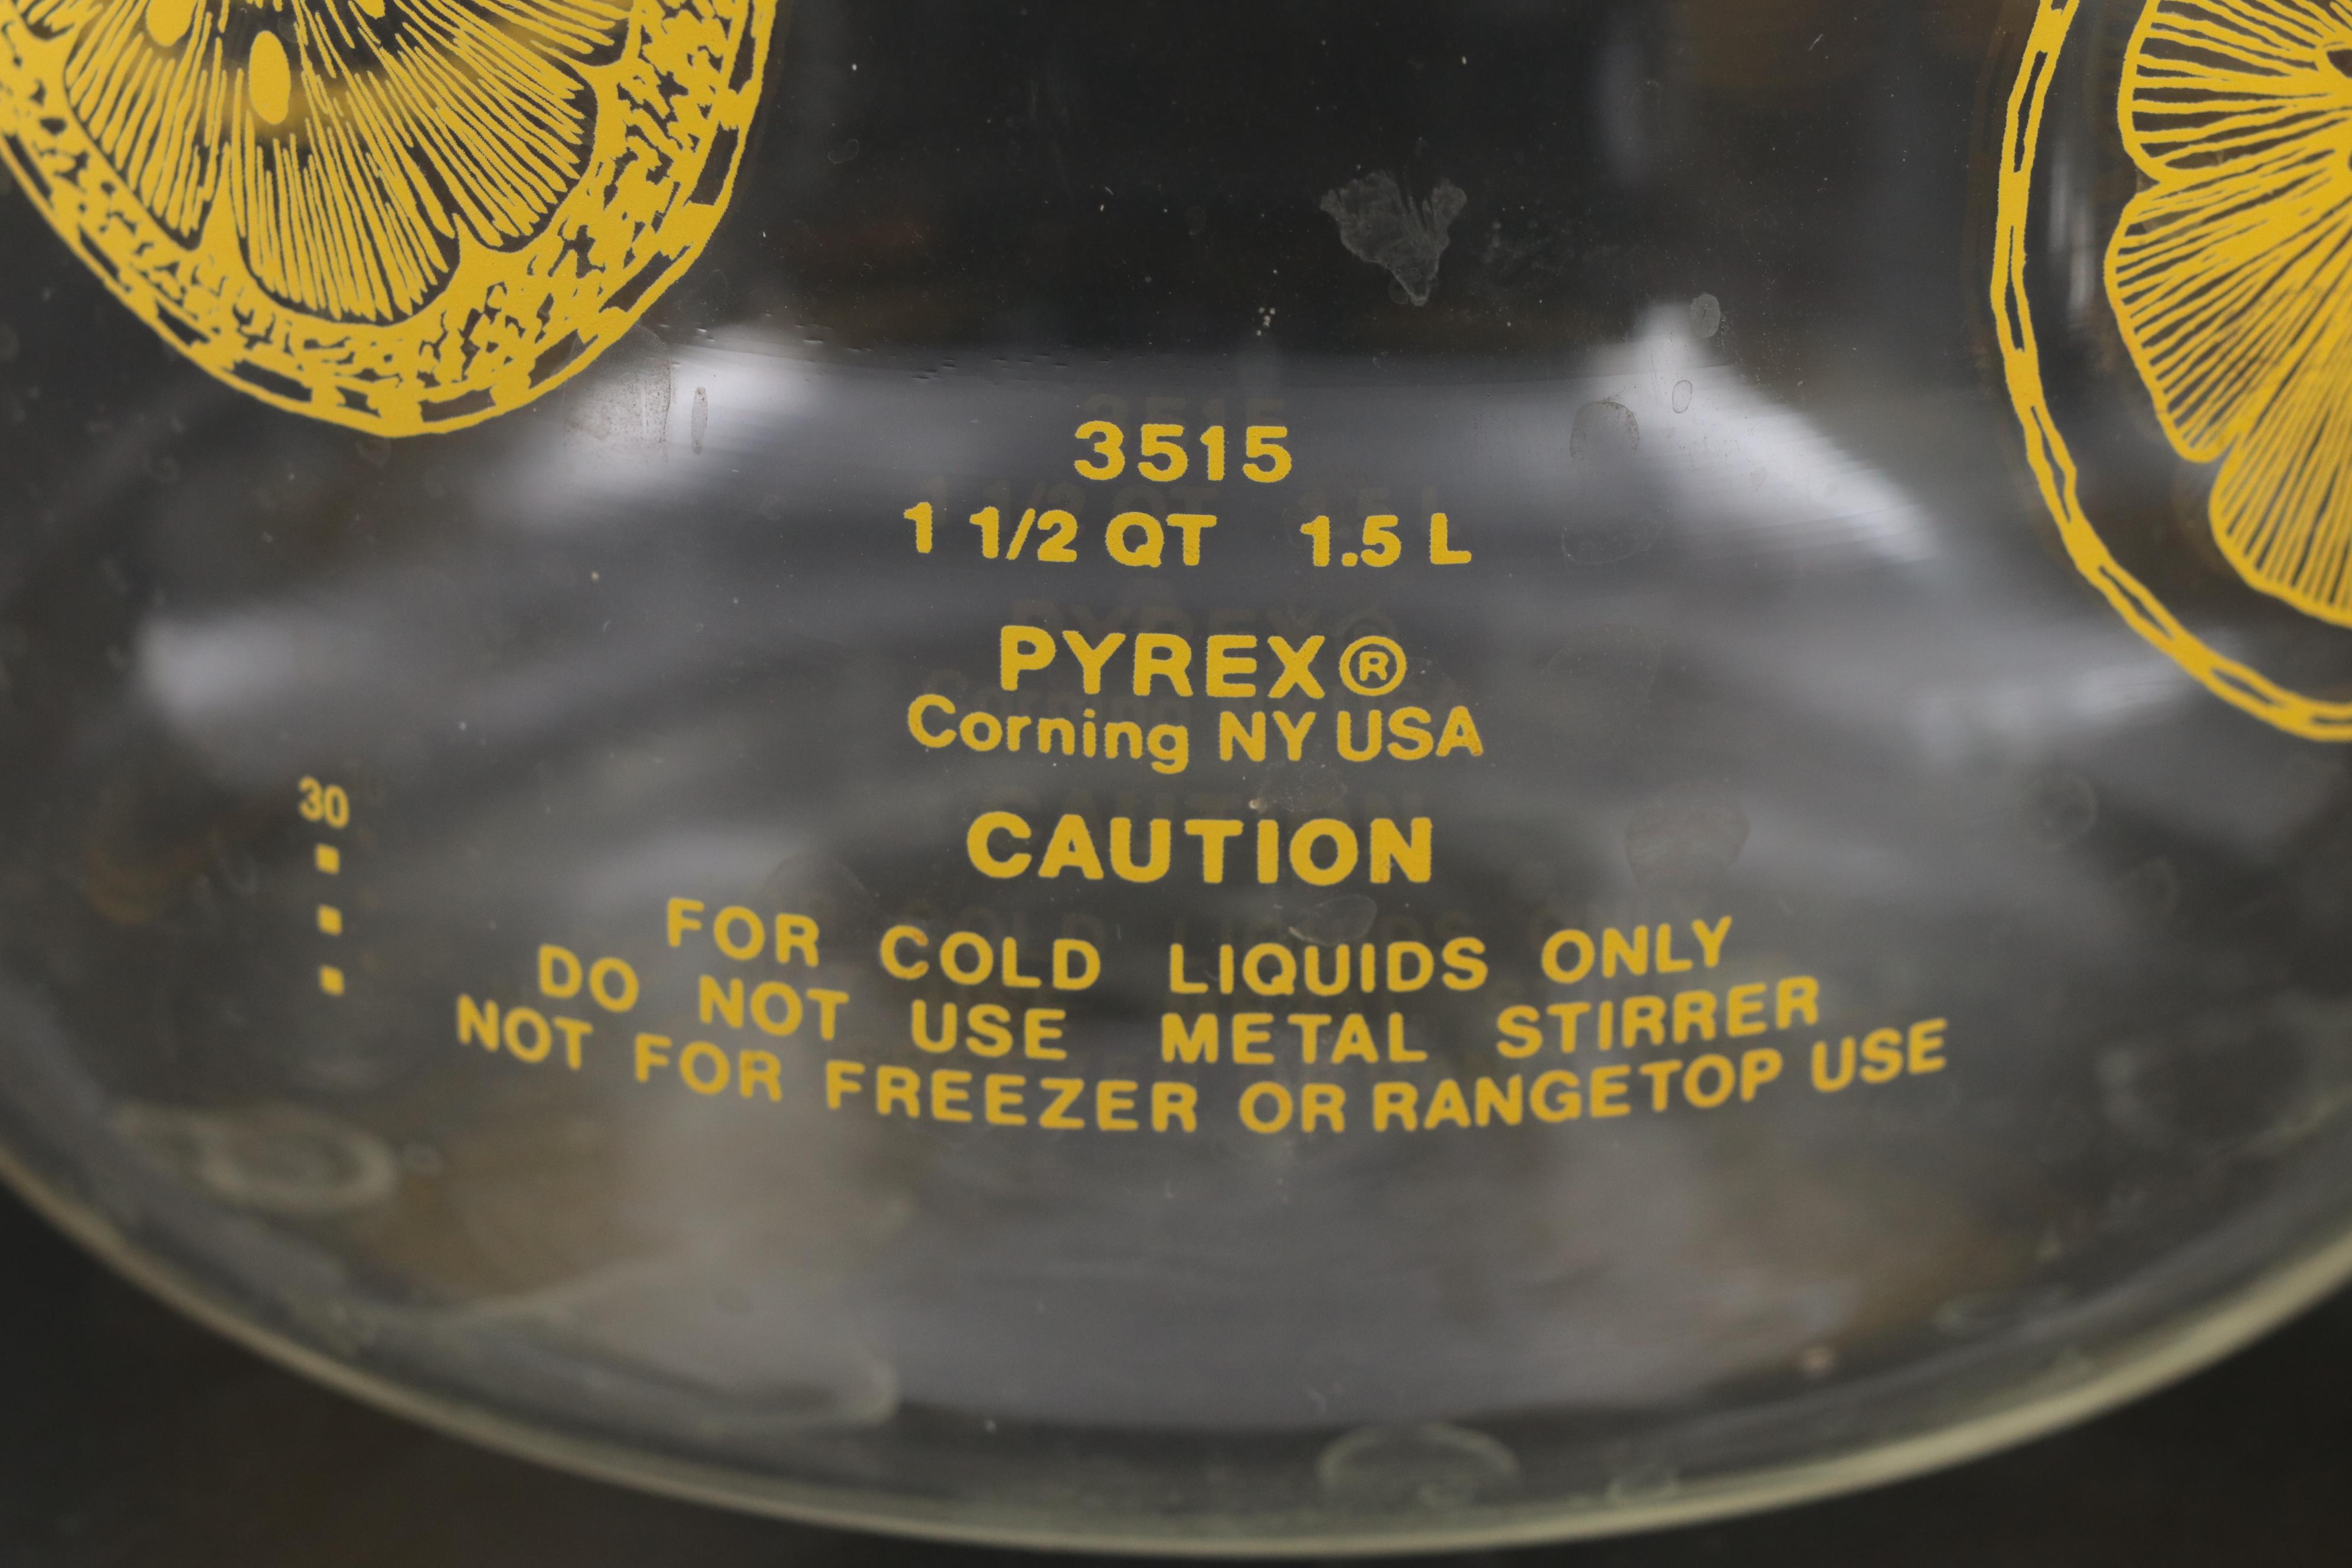 3515
1 1/2 QT 1.5 L
PYREX®
Corning NY USA
CAUTION
FOR COLD LIQUIDS ONLY
DO NOT USE METAL STIRRER
NOT FOR FREEZER OR RANGETOP USE
30